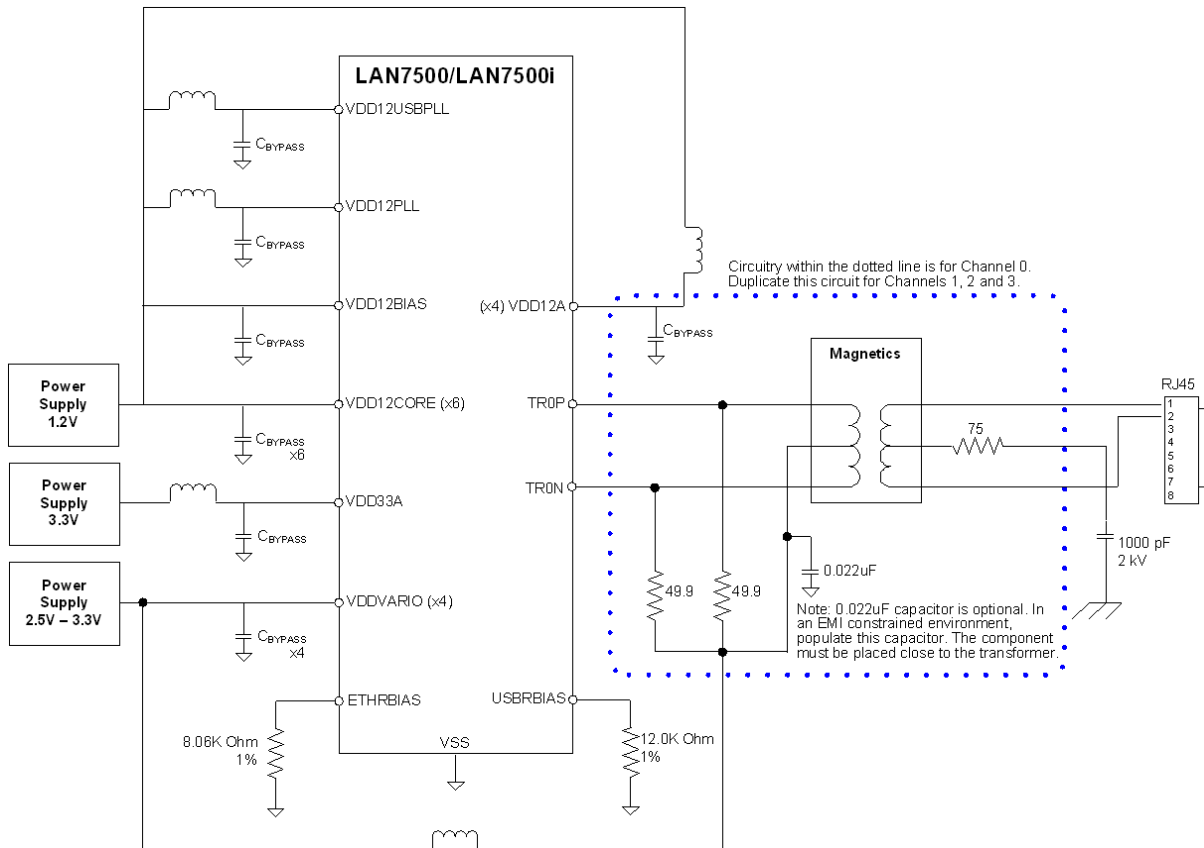 LAN7500/LAN7500i
VDD12USBPLL
CBYPASS
VDD12PLL
CBYPASS
Circuitry within the dotted line is for Channel 0.
Duplicate this circuit for Channels 1, 2 and 3.
VDD12BIAS
(x4) VDD12A
CBYPASS
CBYPASS
Magnetics
Power
Supply
1.2V
VDD12CORE (x6)
TR0P
CBYPASS
x6
RJ45
1
2
3
4
5
6
7
8
75
Power
Supply
3.3V
VDD33A
TR0N
CBYPASS
1000 pF
2 kV
0.022uF
49.9
49.9
Power
Supply
2.5V – 3.3V
VDDVARIO (x4)
CBYPASS
x4
Note: 0.022uF capacitor is optional. In
an EMI constrained environment,
populate this capacitor. The component
must be placed close to the transformer.
ETHRBIAS
USBRBIAS
8.06K Ohm
1%
VSS
12.0K Ohm
1%